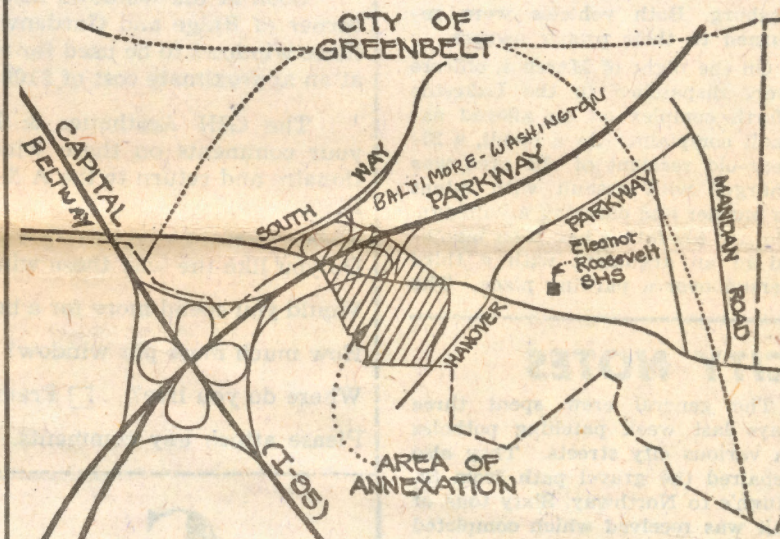 CITY OF
GREENBELT
CAPITAL
BELTWAY
SOUTH WAY
BALTIMORE-WASHINGTON
PARKWAY
HANOVER PARKWAY
Eleanor
Roosevelt
SHS
MANDAN ROAD
AREA OF
ANNEXATION
(I-95)